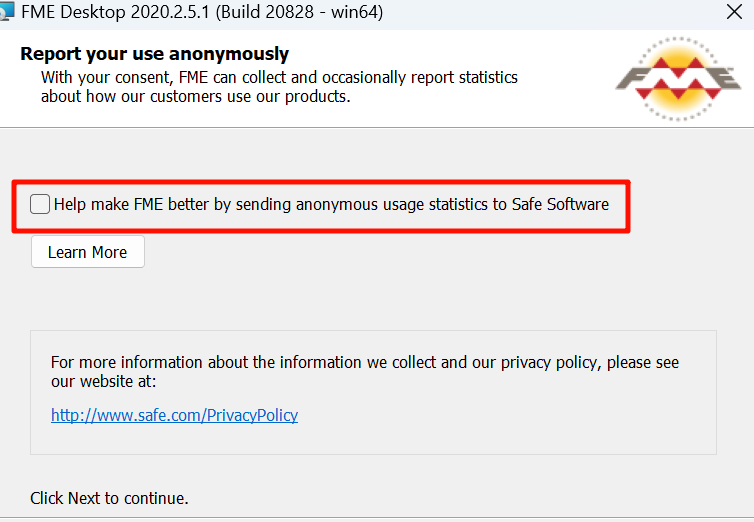 FME Desktop 2020.2.5.1 (Build 20828 - win64)
Report your use anonymously
With your consent, FME can collect and occasionally report statistics
about how our customers use our products.
FME
Help make FME better by sending anonymous usage statistics to Safe Software
Learn More
For more information about the information we collect and our privacy policy, please see
our website at:
http://www.safe.com/PrivacyPolicy
Click Next to continue.